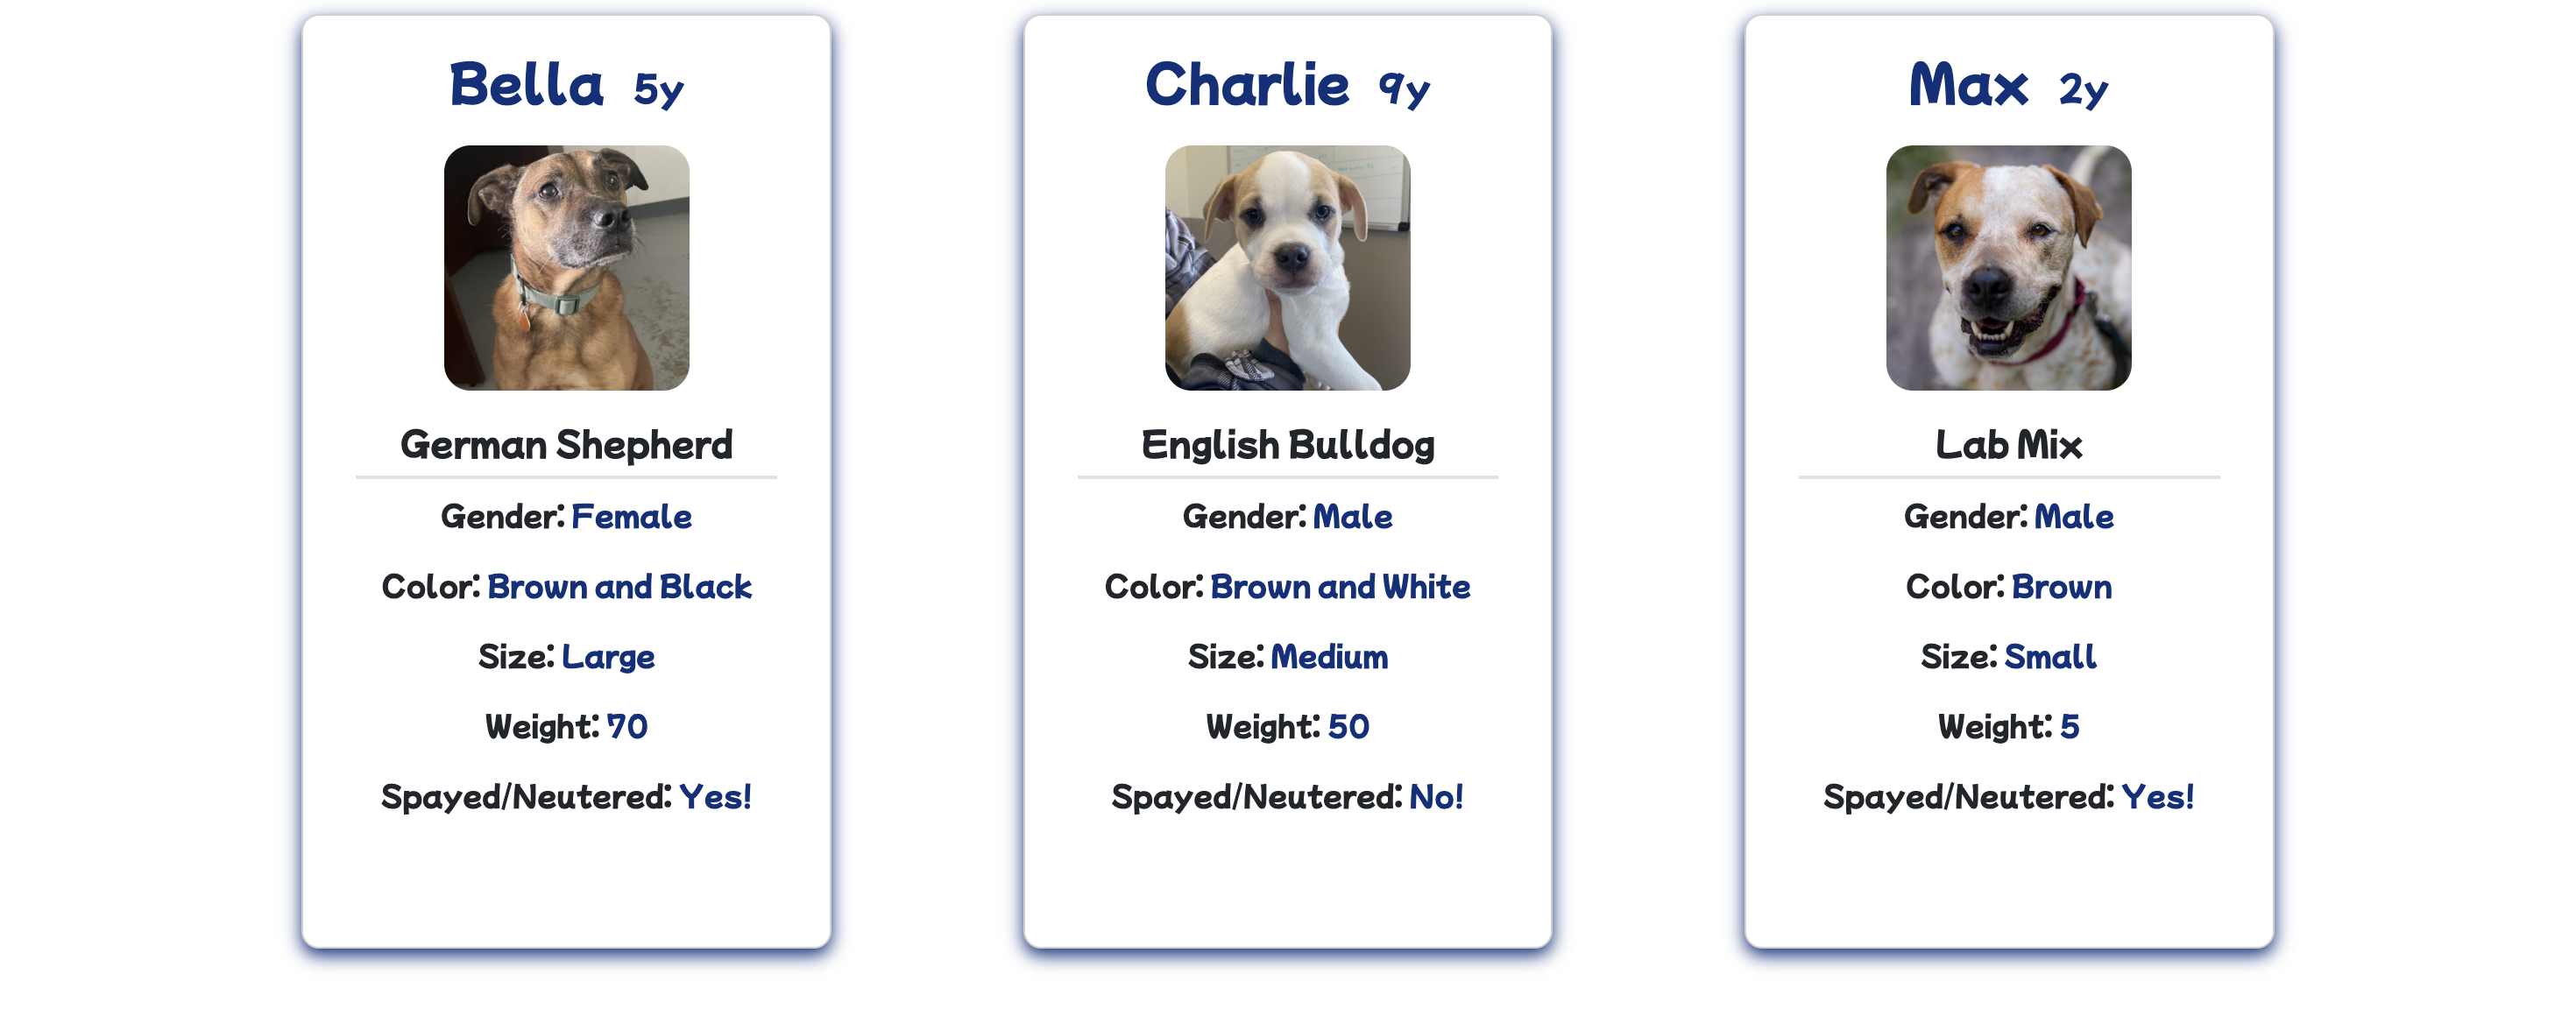 Bella 5y
German Shepherd
Gender: Female
Color: Brown and Black
Size: Large
Weight: 70
Spayed/Neutered: Yes!
Charlie 9y
English Bulldog
Gender: Male
Color: Brown and White
Size: Medium
Weight: 50
Spayed/Neutered: No!
Max 2y
Lab Mix
Gender: Male
Color: Brown
Size: Small
Weight: 5
Spayed/Neutered: Yes!